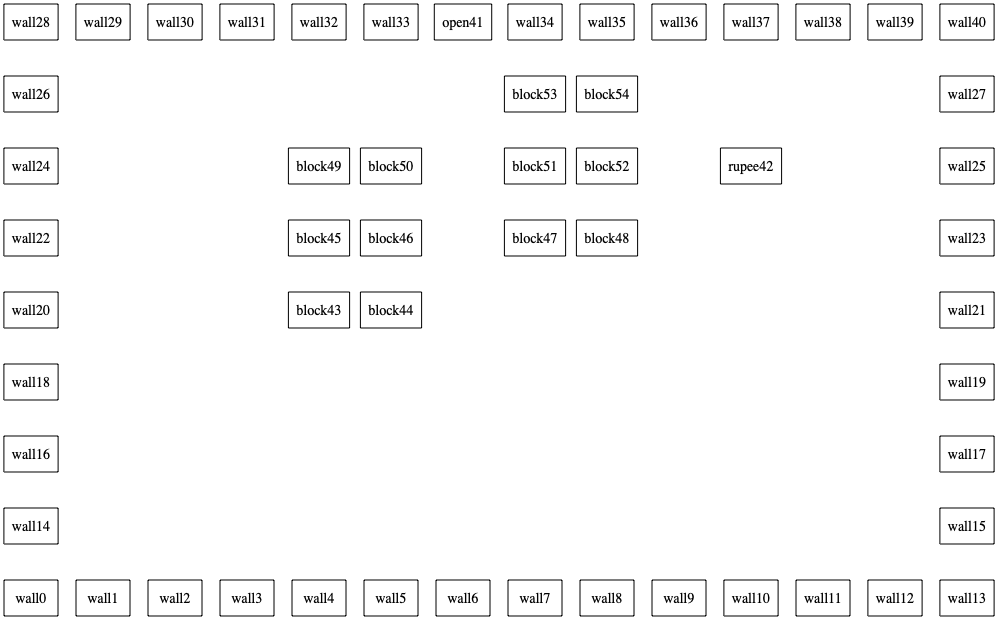 wall28 wall29 wall30 wall31 wall32 wall33 open41 wall34 wall35 wall36 wall37 wall38 wall39 wall40
wall26 block53 block54 wall27
wall24 block49 block50 block51 block52 rupee42 wall25
wall22 block45 block46 block47 block48 wall23
wall20 block43 block44 wall21
wall18 wall19
wall16 wall17
wall14 wall15
wall0 wall1 wall2 wall3 wall4 wall5 wall6 wall7 wall8 wall9 wall10 wall11 wall12 wall13